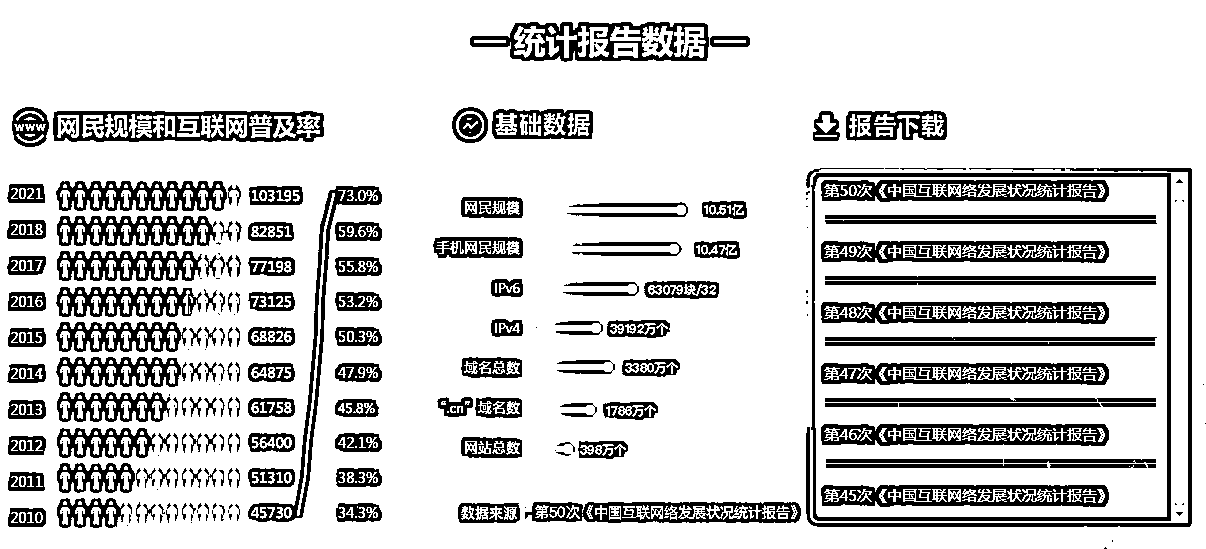 统计报告数据
www 网民规模和互联网普及率
2021 103195 73.0%
2018 82851 59.6%
2017 77198 55.8%
2016 73125 53.2%
2015 68826 50.3%
2014 64875 47.9%
2013 61758 45.8%
2012 56400 42.1%
2011 51310 38.3%
2010 45730 34.3%
基础数据
网民规模 10.51亿
手机网民规模 10.47亿
IPv6 63079块/32
IPv4 39192万个
域名总数 3380万个
“.cn”域名数 1786万个
网站总数 398万个
数据来源 - 第50次《中国互联网络发展状况统计报告》
报告下载
第50次《中国互联网络发展状况统计报告》
第49次《中国互联网络发展状况统计报告》
第48次《中国互联网络发展状况统计报告》
第47次《中国互联网络发展状况统计报告》
第46次《中国互联网络发展状况统计报告》
第45次《中国互联网络发展状况统计报告》